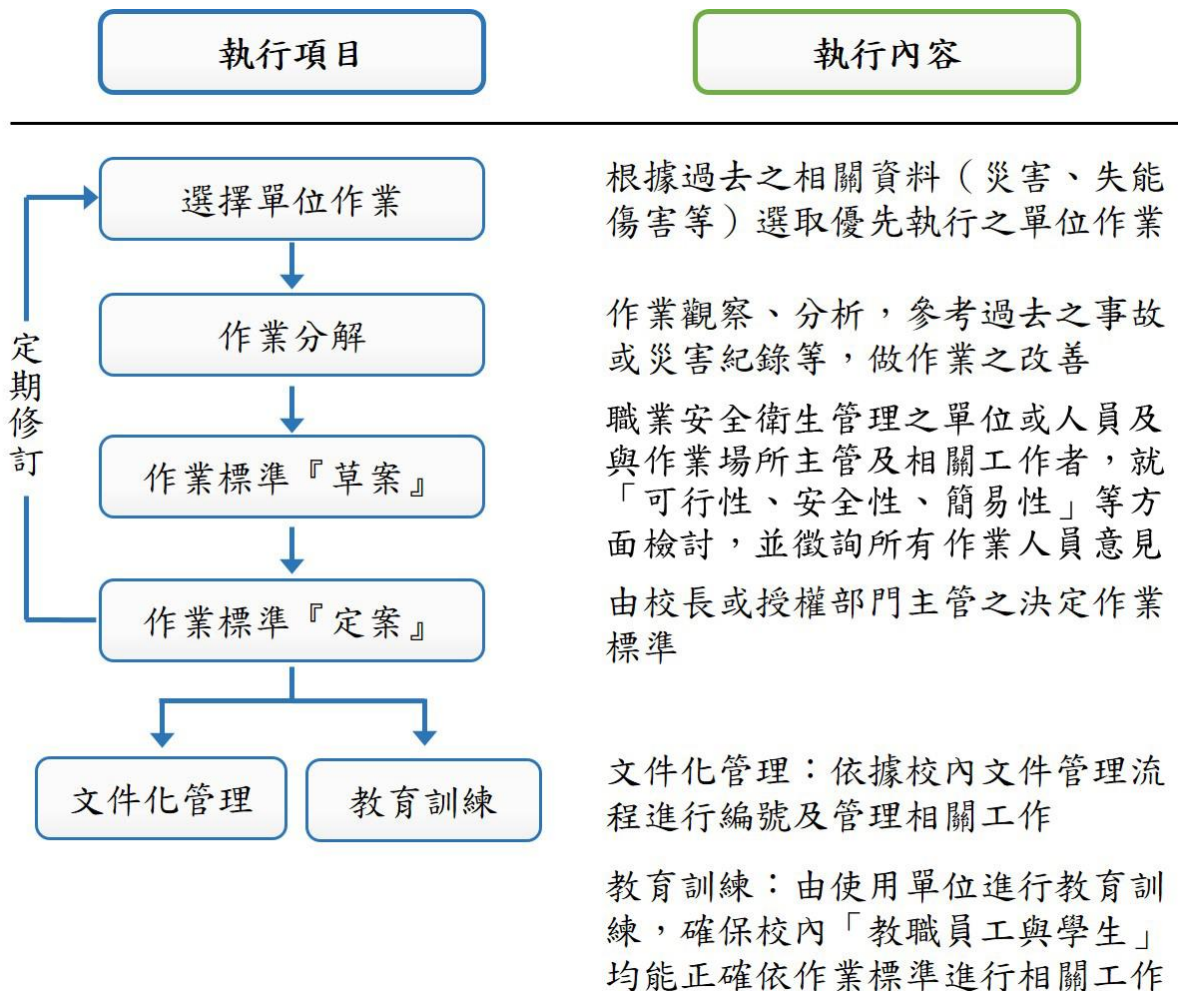 執行項目
執行內容
選擇單位作業
根據過去之相關資料（災害、失能
傷害等）選取優先執行之單位作業
作業分解
作業觀察、分析，參考過去之事故
或災害紀錄等，做作業之改善
定期修訂
作業標準『草案』
職業安全衛生管理之單位或人員及
與作業場所主管及相關工作者，就
「可行性、安全性、簡易性」等方
面檢討，並徵詢所有作業人員意見
作業標準『定案』
由校長或授權部門主管之決定作業
標準
文件化管理
教育訓練
文件化管理：依據校內文件管理流
程進行編號及管理相關工作
教育訓練：由使用單位進行教育訓
練，確保校內「教職員工與學生」
均能正確依作業標準進行相關工作